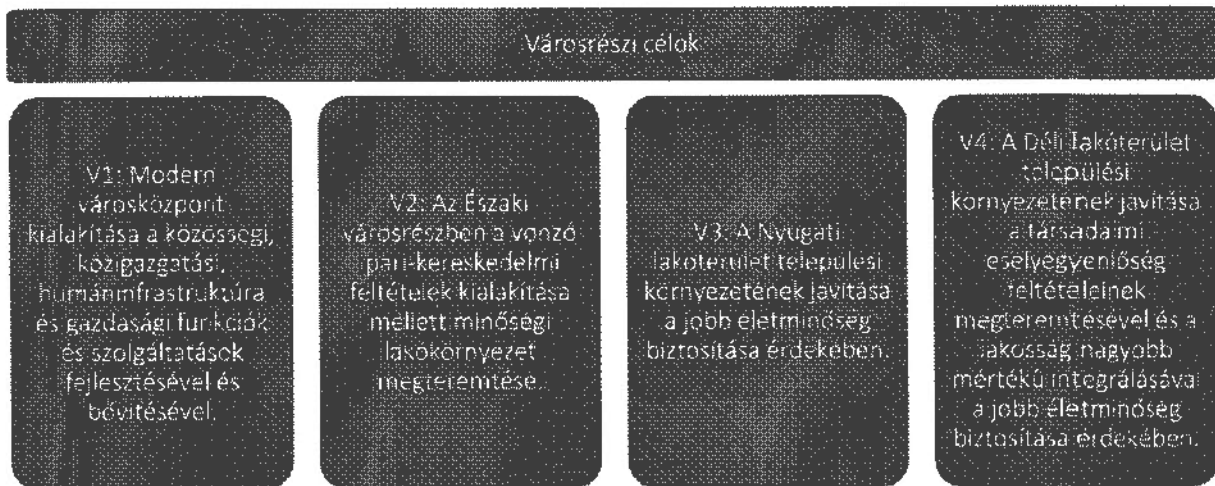 Városrészi célok
V1: Modern
városközpont
kialakítása a közösségi,
közigazgatási,
humáninfrastruktúra
és gazdasági funkciók
és szolgáltatások
fejlesztésével és
bővítésével.
V2: Az Északi
városrészben a vonzó
pari-kereskedelmi
feltételek kialakítása
mellett minőségi
lakókörnyezet
megteremtése.
V3: A Nyugati
lakóterület települési
környezetének javítása
a jobb életminőség
biztosítása érdekében.
V4: A Déli lakóterület
települési
környezetének javítása
a társadalmi
esélyegyenlőség
feltételeinek
megteremtésével és a
lakosság nagyobb
mértékű integrálásával
a jobb életminőség
biztosítása érdekében.